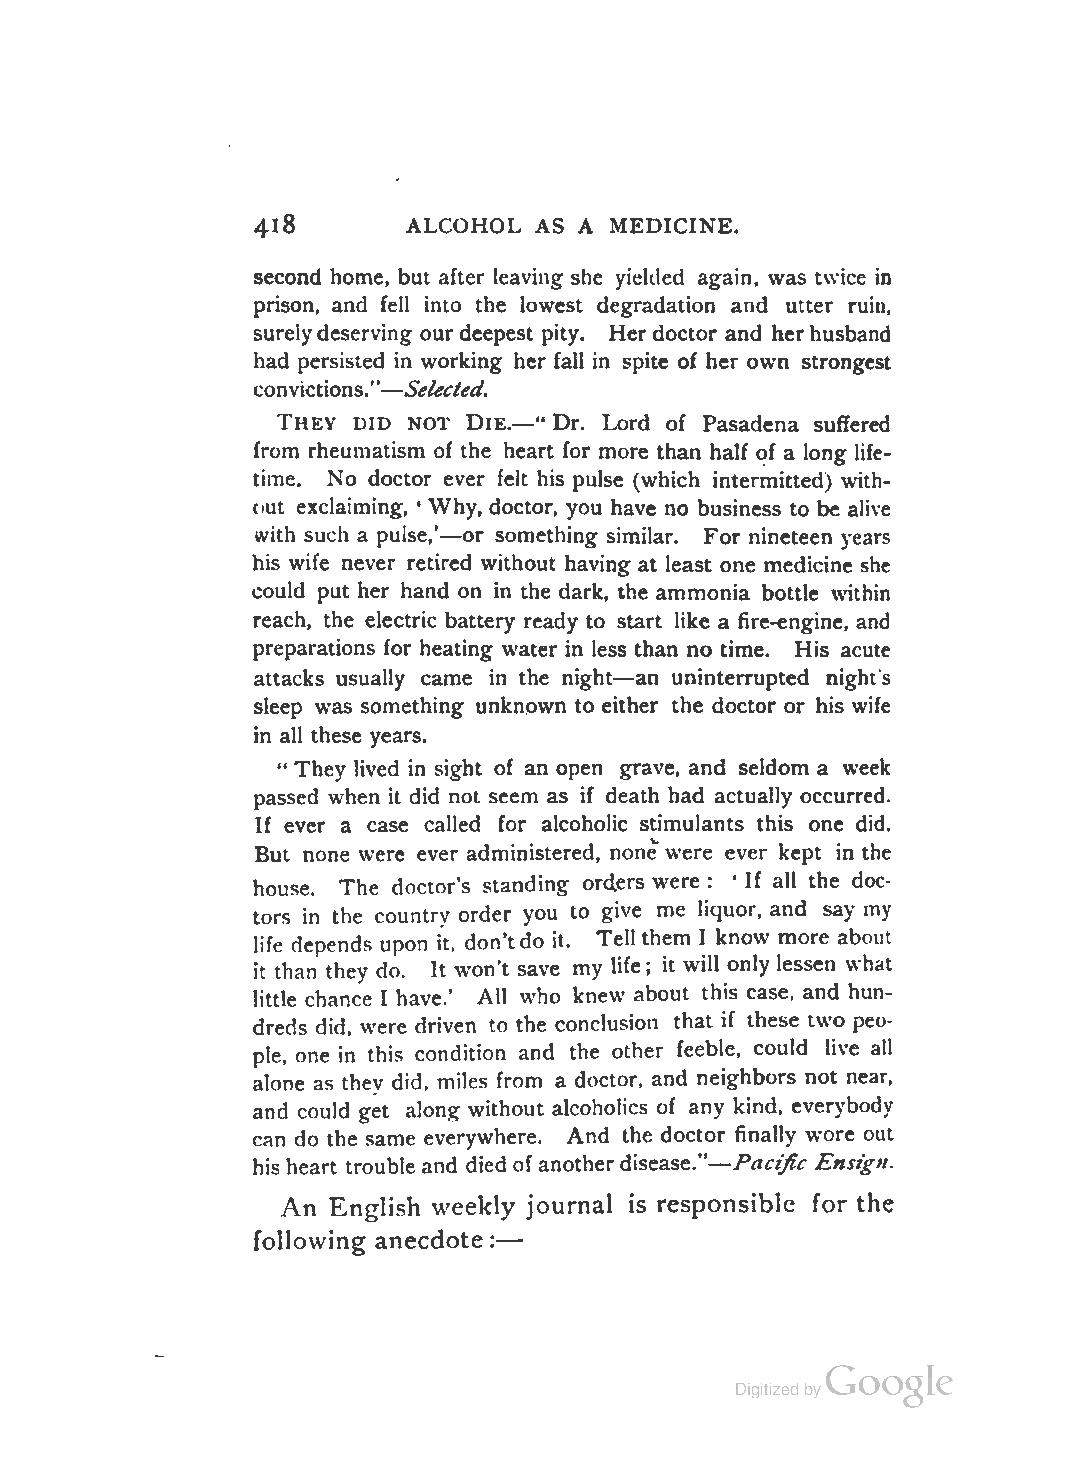 418 ALCOHOL AS A MEDICINE.
second home, but after leaving she yielded again, was twice in
prison, and fell into the lowest degradation and utter ruin,
surely deserving our deepest pity. Her doctor and her husband
had persisted in working her fall in spite of her own strongest
convictions."—Selected.
THEY DID NOT DIE.—"Dr. Lord of Pasadena suffered
from rheumatism of the heart for more than half of a long life-
time. No doctor ever felt his pulse (which intermitted) with-
out exclaiming, 'Why, doctor, you have no business to be alive
with such a pulse,'—or something similar. For nineteen years
his wife never retired without having at least one medicine she
could put her hand on in the dark, the ammonia bottle within
reach, the electric battery ready to start like a fire-engine, and
preparations for heating water in less than no time. His acute
attacks usually came in the night—an uninterrupted night's
sleep was something unknown to either the doctor or his wife
in all these years.
"They lived in sight of an open grave, and seldom a week
passed when it did not seem as if death had actually occurred.
If ever a case called for alcoholic stimulants this one did.
But none were ever administered, none were ever kept in the
house. The doctor's standing orders were: 'If all the doc-
tors in the country order you to give me liquor, and say my
life depends upon it, don't do it. Tell them I know more about
it than they do. It won't save my life; it will only lessen what
little chance I have.' All who knew about this case, and hun-
dreds did, were driven to the conclusion that if these two peo-
ple, one in this condition and the other feeble, could live all
alone as they did, miles from a doctor, and neighbors not near,
and could get along without alcoholics of any kind, everybody
can do the same everywhere. And the doctor finally wore out
his heart trouble and died of another disease."—Pacific Ensign.
An English weekly journal is responsible for the
following anecdote:—
Digitized by Google